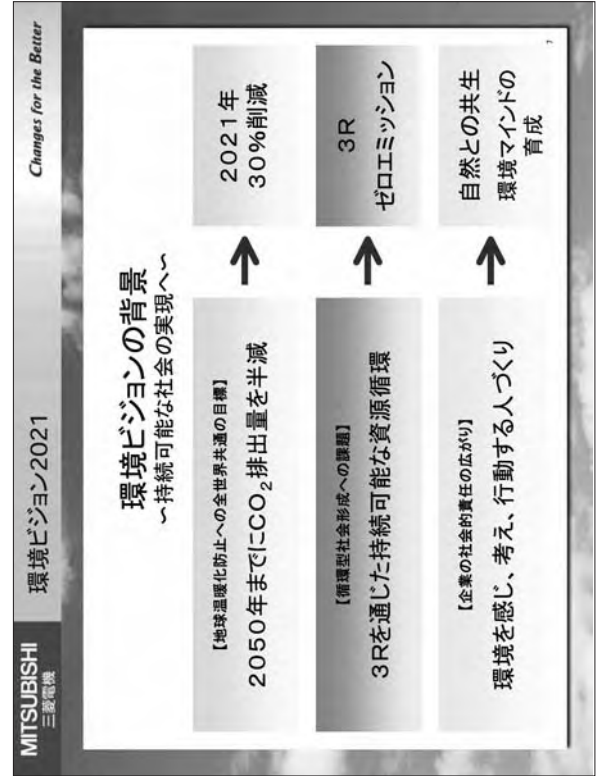 MITSUBISHI
三菱電機
環境ビジョン2021
Changes for the Better
環境ビジョンの背景
～持続可能な社会の実現へ～
【地球温暖化防止への全世界共通の目標】
2050年までにCO₂排出量を半減
2021年
30%削減
【循環型社会形成への課題】
3Rを通じた持続可能な資源循環
3R
ゼロエミッション
【企業の社会的責任の広がり】
環境を感じ、考え、行動する人づくり
自然との共生
環境マインドの
育成
7